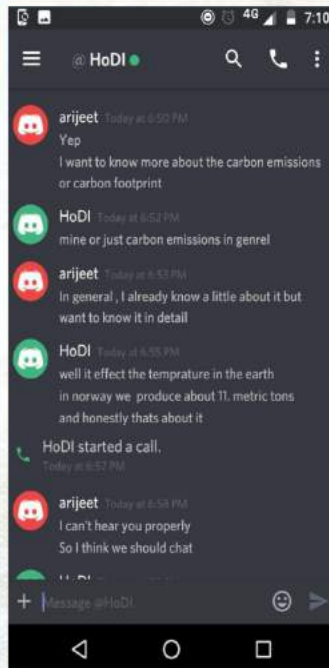 4G 7:10
@ HoDI
arijeet Today at 6:50 PM
Yep
I want to know more about the carbon emissions
or carbon footprint
HoDI Today at 6:52 PM
mine or just carbon emissions in genrel
arijeet Today at 6:53 PM
In general , I already know a little about it but
want to know it in detail
HoDI Today at 6:55 PM
well it effect the temprature in the earth
in norway we produce about 11. metric tons
and honestly thats about it
HoDI started a call.
Today at 6:57 PM
arijeet Today at 6:58 PM
I can't hear you properly
So I think we should chat
Message @HoDI